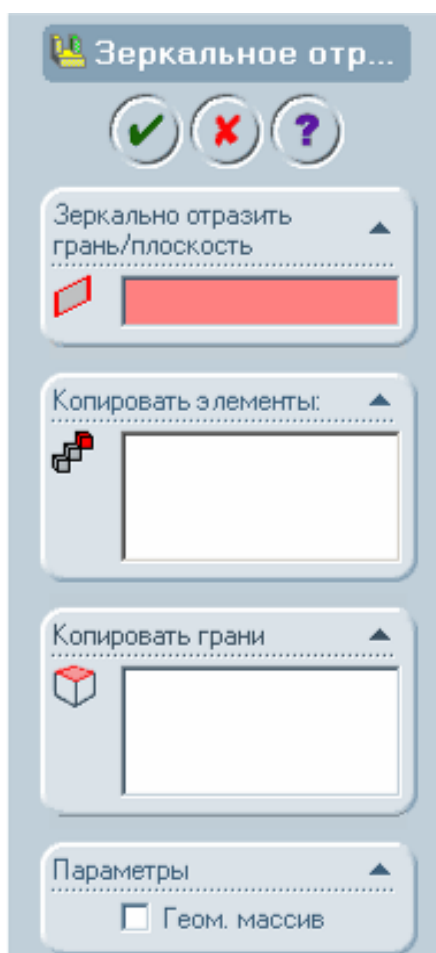 Зеркальное отр...
?
Зеркально отразить
грань/плоскость
Копировать элементы:
Копировать грани
Параметры
Геом. массив